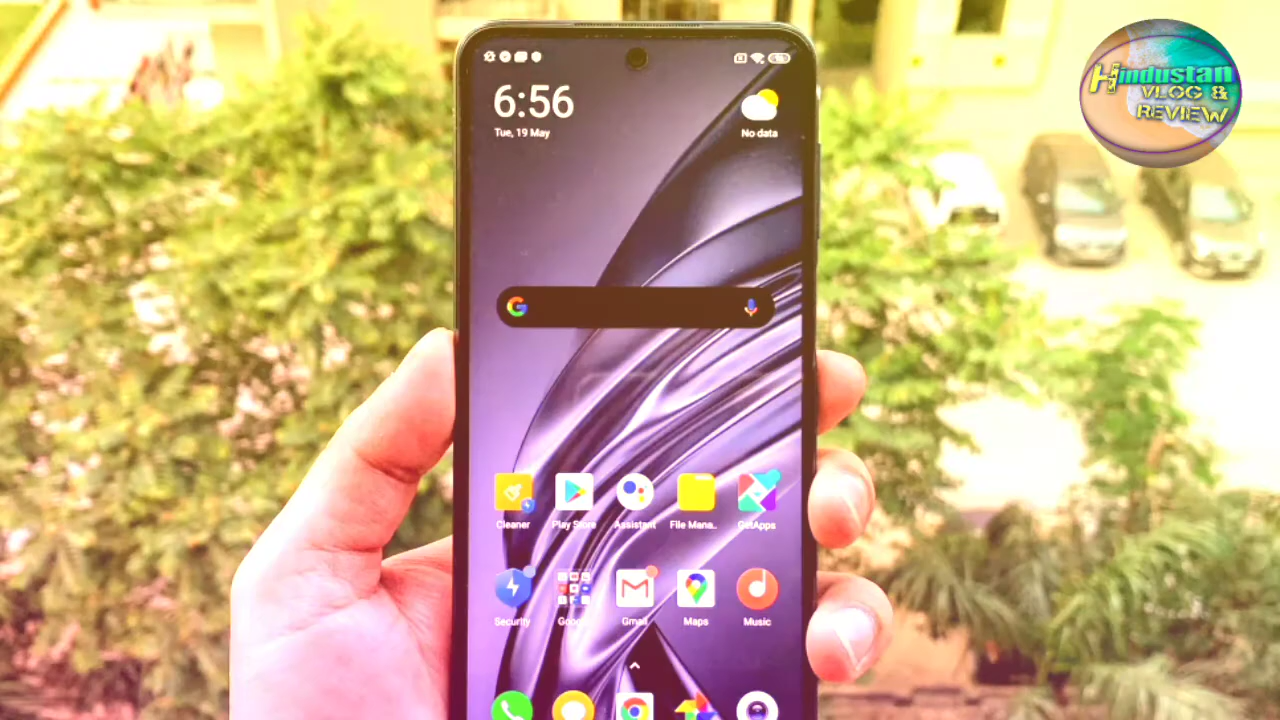 6:56
Tue, 19 May
No data
Hindustan
VLOG &
REVIEW
Cleaner
Play Store
Assistant
File Mana..
GetApps
Security
Google
Gmail
Maps
Music